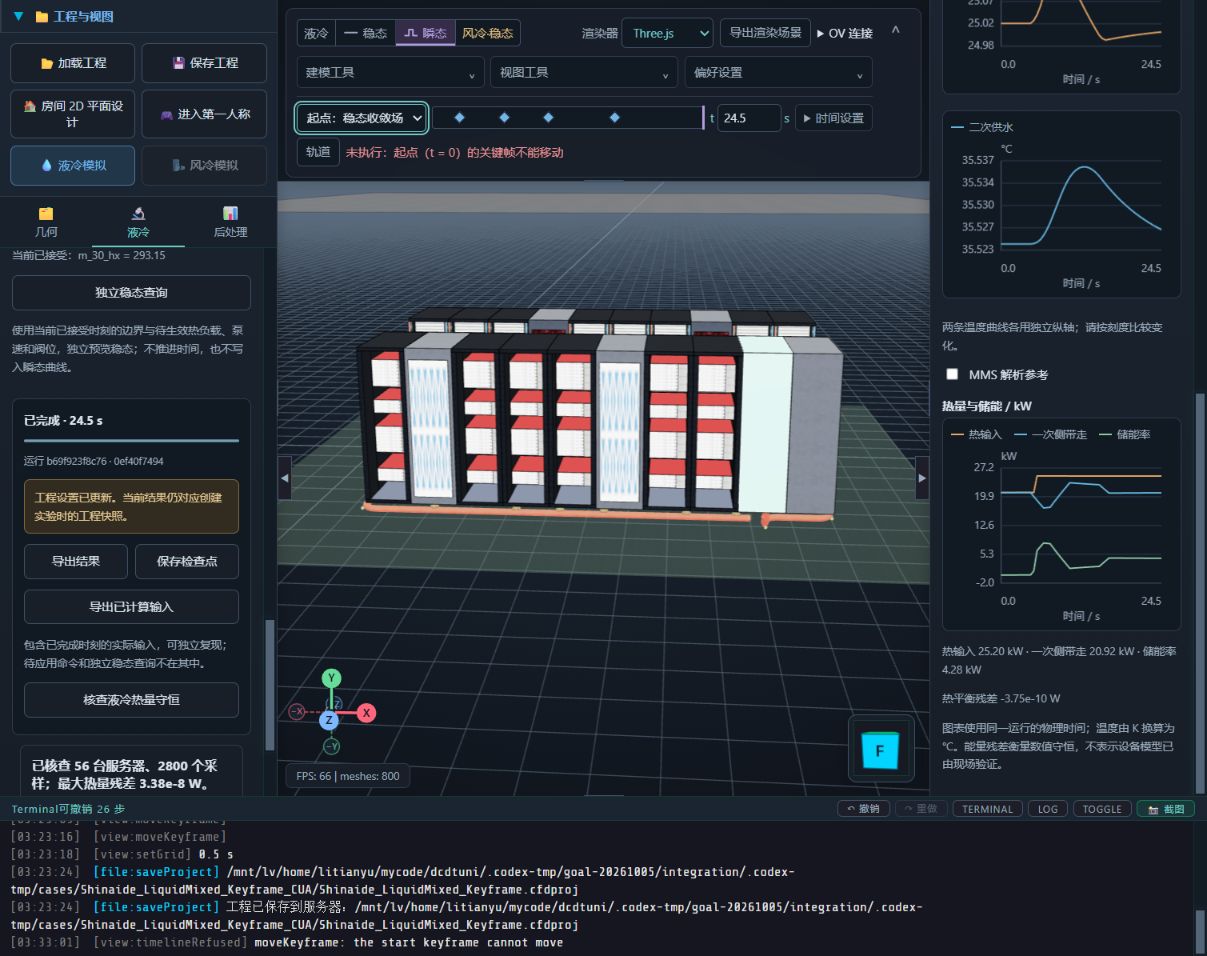 ▼ 工程与视图
加载工程
保存工程
房间 2D 平面设计
进入第一人称
液冷模拟
风冷模拟
几何
液冷
后处理
当前已接受：m_30_hx = 293.15
独立稳态查询
使用当前已接受时刻的边界与待生效热负载、泵
速和阀位，独立预览稳态；不推进时间，也不写
入瞬态曲线。
已完成 · 24.5 s
运行 b69f923f8c76 · 0ef40f7494
工程设置已更新。当前结果仍对应创建
实验时的工程快照。
导出结果
保存检查点
导出已计算输入
包含已完成时刻的实际输入，可独立复现；
待应用命令和独立稳态查询不在其中。
核查液冷热量守恒
已核查 56 台服务器、2800 个采
样；最大热量残差 3.38e-8 W。
液冷
稳态
瞬态
风冷·稳态
渲染器
Three.js
导出渲染场景
▶ OV 连接
^
建模工具
视图工具
偏好设置
起点：稳态收敛场
t
24.5
s
▶ 时间设置
轨道
未执行：起点（t = 0）的关键帧不能移动
Y
-X
Z
Z
X
-Y
F
FPS: 66 | meshes: 800
25.02
24.98
0.0
24.5
时间 / s
二次供水
℃
35.537
35.534
35.530
35.527
35.523
0.0
24.5
时间 / s
两条温度曲线各用独立纵轴；请按刻度比较变
化。
MMS 解析参考
热量与储能 / kW
热输入
一次侧带走
储能率
kW
27.2
19.9
12.6
5.3
-2.0
0.0
24.5
时间 / s
热输入 25.20 kW · 一次侧带走 20.92 kW · 储能率
4.28 kW
热平衡残差 -3.75e-10 W
图表使用同一运行的物理时间；温度由 K 换算为
℃。能量残差衡量数值守恒，不表示设备模型已
由现场验证。
Terminal可撤销 26 步
↶ 撤销
↷ 重做
TERMINAL
LOG
TOGGLE
截图
[03:23:16] [view:moveKeyframe]
[03:23:18] [view:setGrid] 0.5 s
[03:23:24] [file:saveProject] /mnt/lv/home/litianyu/mycode/dcdtuni/.codex-tmp/goal-20261005/integration/.codex-
tmp/cases/Shinaide_LiquidMixed_Keyframe_CUA/Shinaide_LiquidMixed_Keyframe.cfdproj
[03:23:24] [file:saveProject] 工程已保存到服务器：/mnt/lv/home/litianyu/mycode/dcdtuni/.codex-tmp/goal-20261005/integration/.codex-
tmp/cases/Shinaide_LiquidMixed_Keyframe_CUA/Shinaide_LiquidMixed_Keyframe.cfdproj
[03:33:01] [view:timelineRefused] moveKeyframe: the start keyframe cannot move